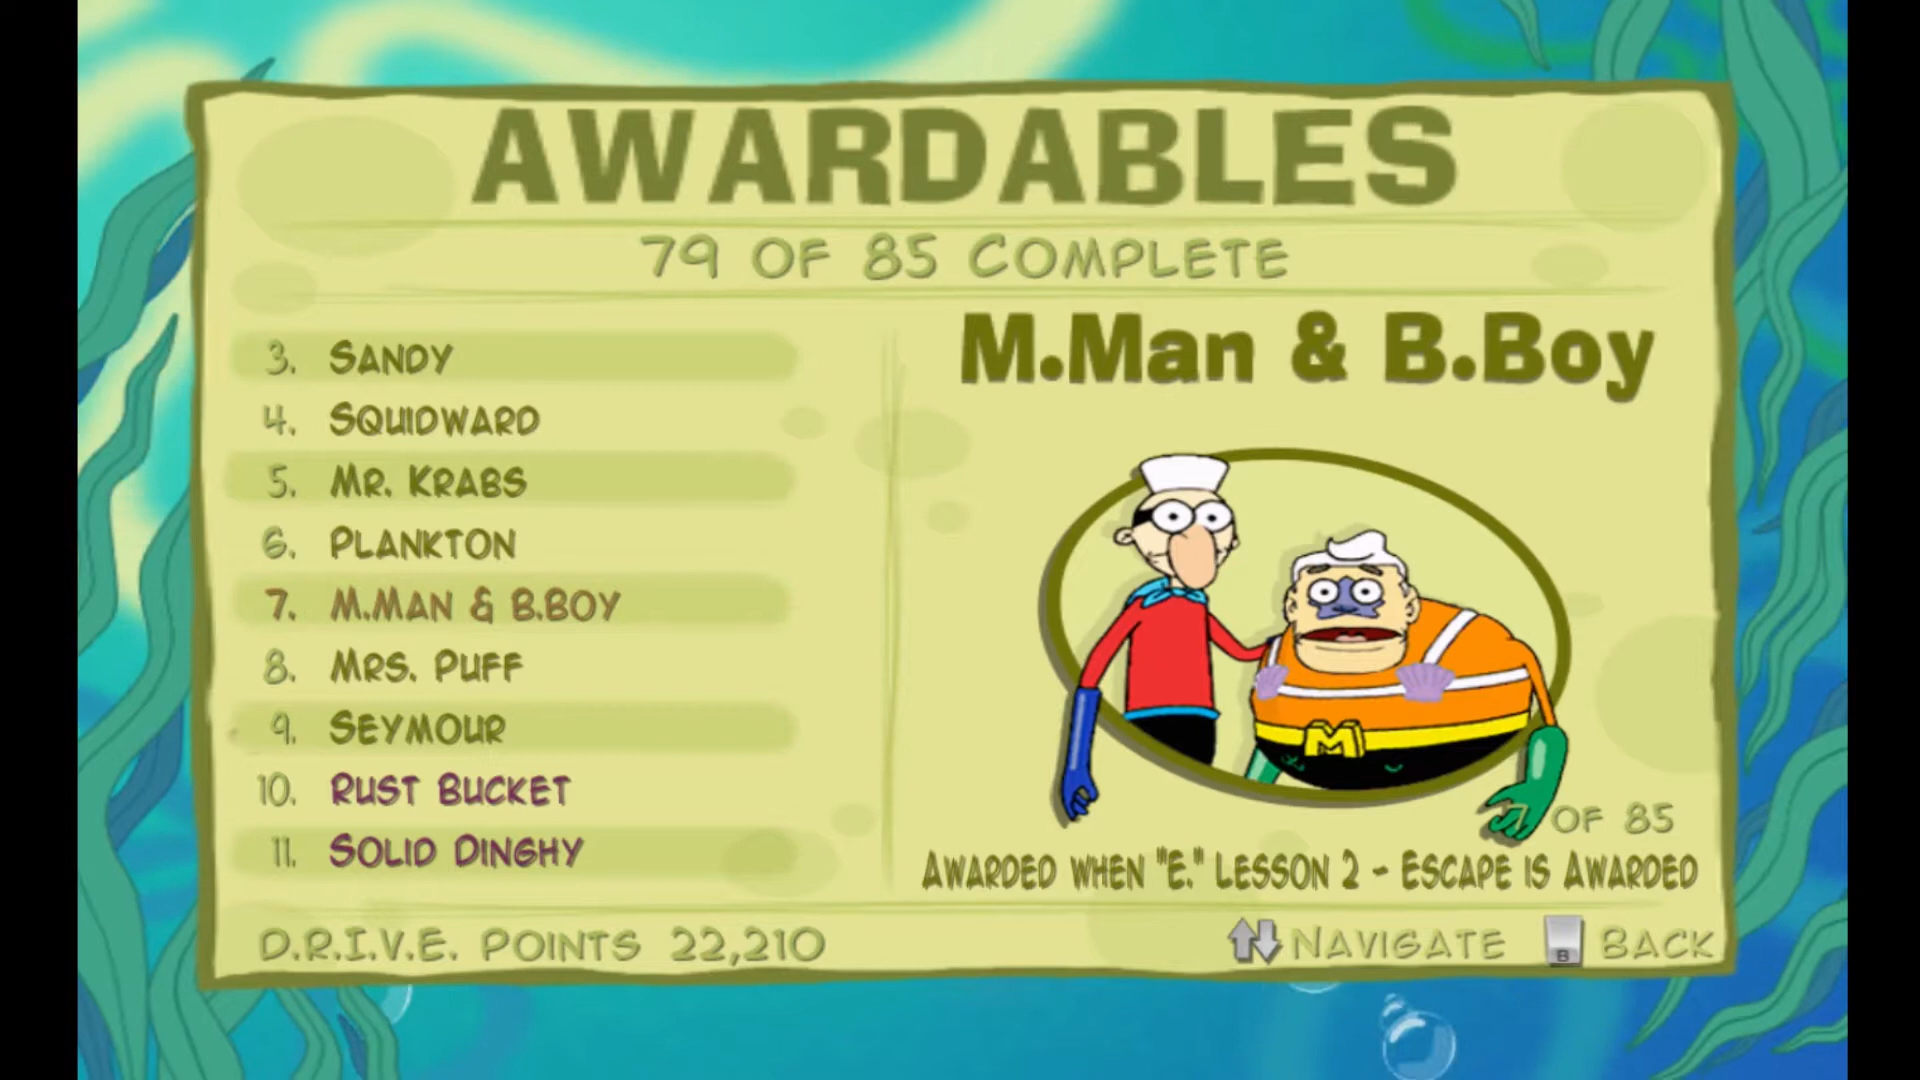 AWARDABLES
79 OF 85 COMPLETE
3. SANDY
4. SQUIDWARD
5. MR. KRABS
6. PLANKTON
7. M.MAN & B.BOY
8. MRS. PUFF
9. SEYMOUR
10. RUST BUCKET
11. SOLID DINGHY
M.Man & B.Boy
M
7 OF 85
AWARDED WHEN "E." LESSON 2 - ESCAPE IS AWARDED
D.R.I.V.E. POINTS 22,210
NAVIGATE
B BACK